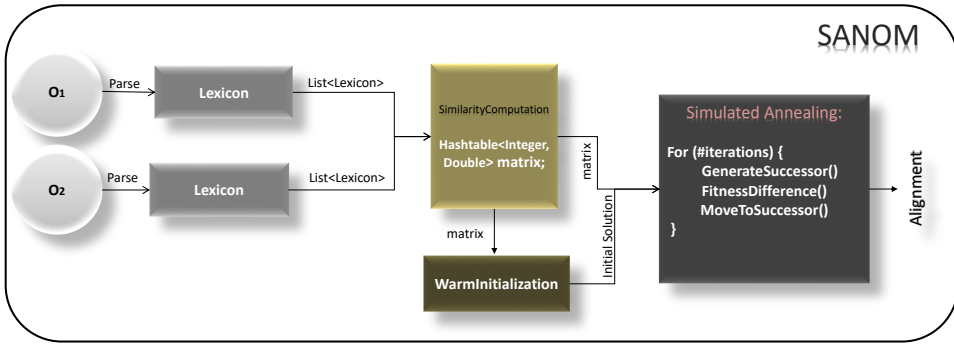 SANOM
O1
Parse
Lexicon
List<Lexicon>
O2
Parse
Lexicon
List<Lexicon>
SimilarityComputation
Hashtable<Integer,
Double> matrix;
matrix
matrix
WarmInitialization
Initial Solution
Simulated Annealing:
For (#iterations) {
GenerateSuccessor()
FitnessDifference()
MoveToSuccessor()
}
Alignment